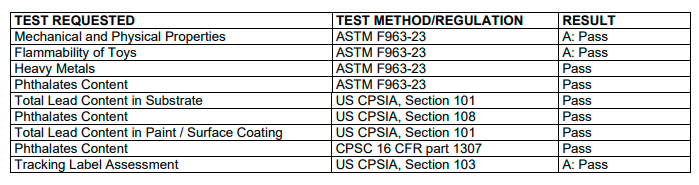 TEST REQUESTED TEST METHOD/REGULATION RESULT
Mechanical and Physical Properties ASTM F963-23 A: Pass
Flammability of Toys ASTM F963-23 A: Pass
Heavy Metals ASTM F963-23 Pass
Phthalates Content ASTM F963-23 Pass
Total Lead Content in Substrate US CPSIA, Section 101 Pass
Phthalates Content US CPSIA, Section 108 Pass
Total Lead Content in Paint / Surface Coating US CPSIA, Section 101 Pass
Phthalates Content CPSC 16 CFR part 1307 Pass
Tracking Label Assessment US CPSIA, Section 103 A: Pass